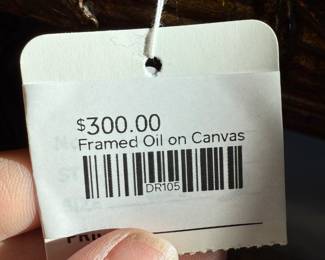 $300.00
Framed Oil on Canvas
DR105